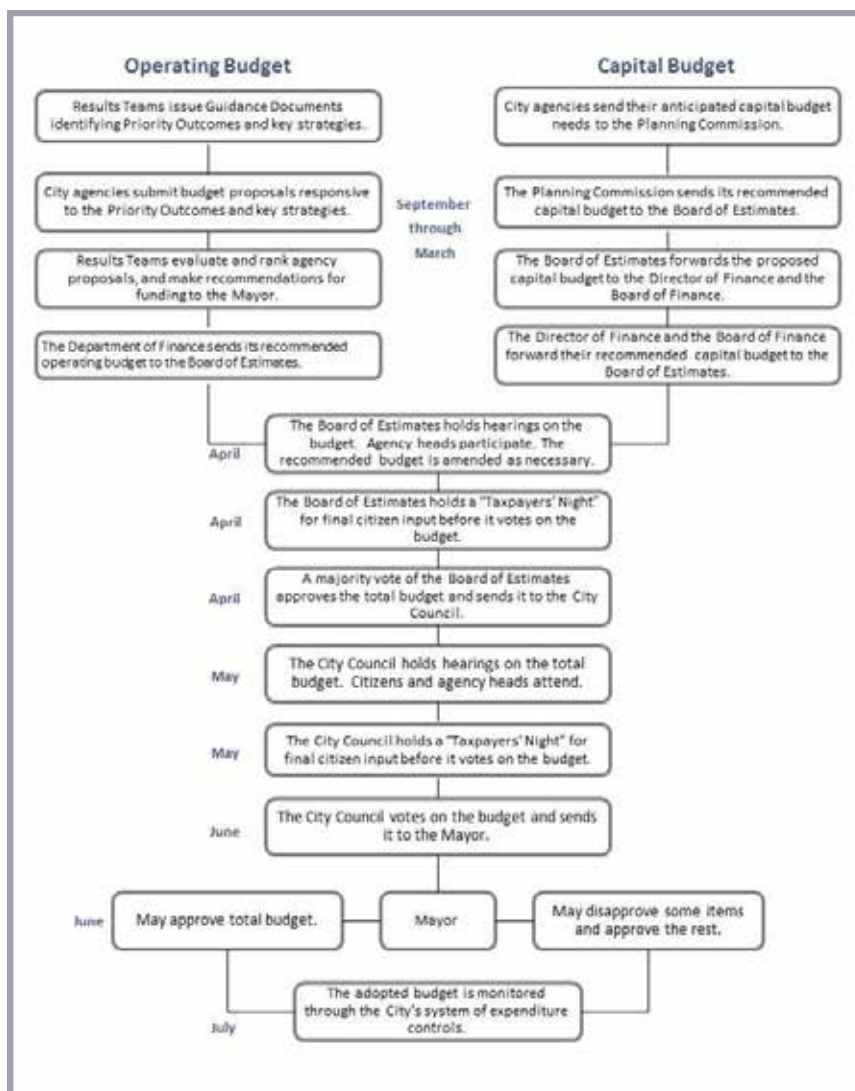 Operating Budget
Results Teams issue Guidance Documents
identifying Priority Outcomes and key strategies.
City agencies submit budget proposals responsive
to the Priority Outcomes and key strategies.
Results Teams evaluate and rank agency
proposals, and make recommendations for
funding to the Mayor.
The Department of Finance sends its recommended
operating budget to the Board of Estimates.
September
through
March
Capital Budget
City agencies send their anticipated capital budget
needs to the Planning Commission.
The Planning Commission sends its recommended
capital budget to the Board of Estimates.
The Board of Estimates forwards the proposed
capital budget to the Director of Finance and the
Board of Finance.
The Director of Finance and the Board of Finance
forward their recommended capital budget to the
Board of Estimates.
April
The Board of Estimates holds hearings on the
budget. Agency heads participate. The
recommended budget is amended as necessary.
April
The Board of Estimates holds a "Taxpayers' Night"
for final citizen input before it votes on the
budget.
April
A majority vote of the Board of Estimates
approves the total budget and sends it to the City
Council.
May
The City Council holds hearings on the total
budget. Citizens and agency heads attend.
May
The City Council holds a "Taxpayers' Night" for
final citizen input before it votes on the budget.
June
The City Council votes on the budget and sends
it to the Mayor.
June
May approve total budget.
Mayor
May disapprove some items
and approve the rest.
July
The adopted budget is monitored
through the City's system of expenditure
controls.